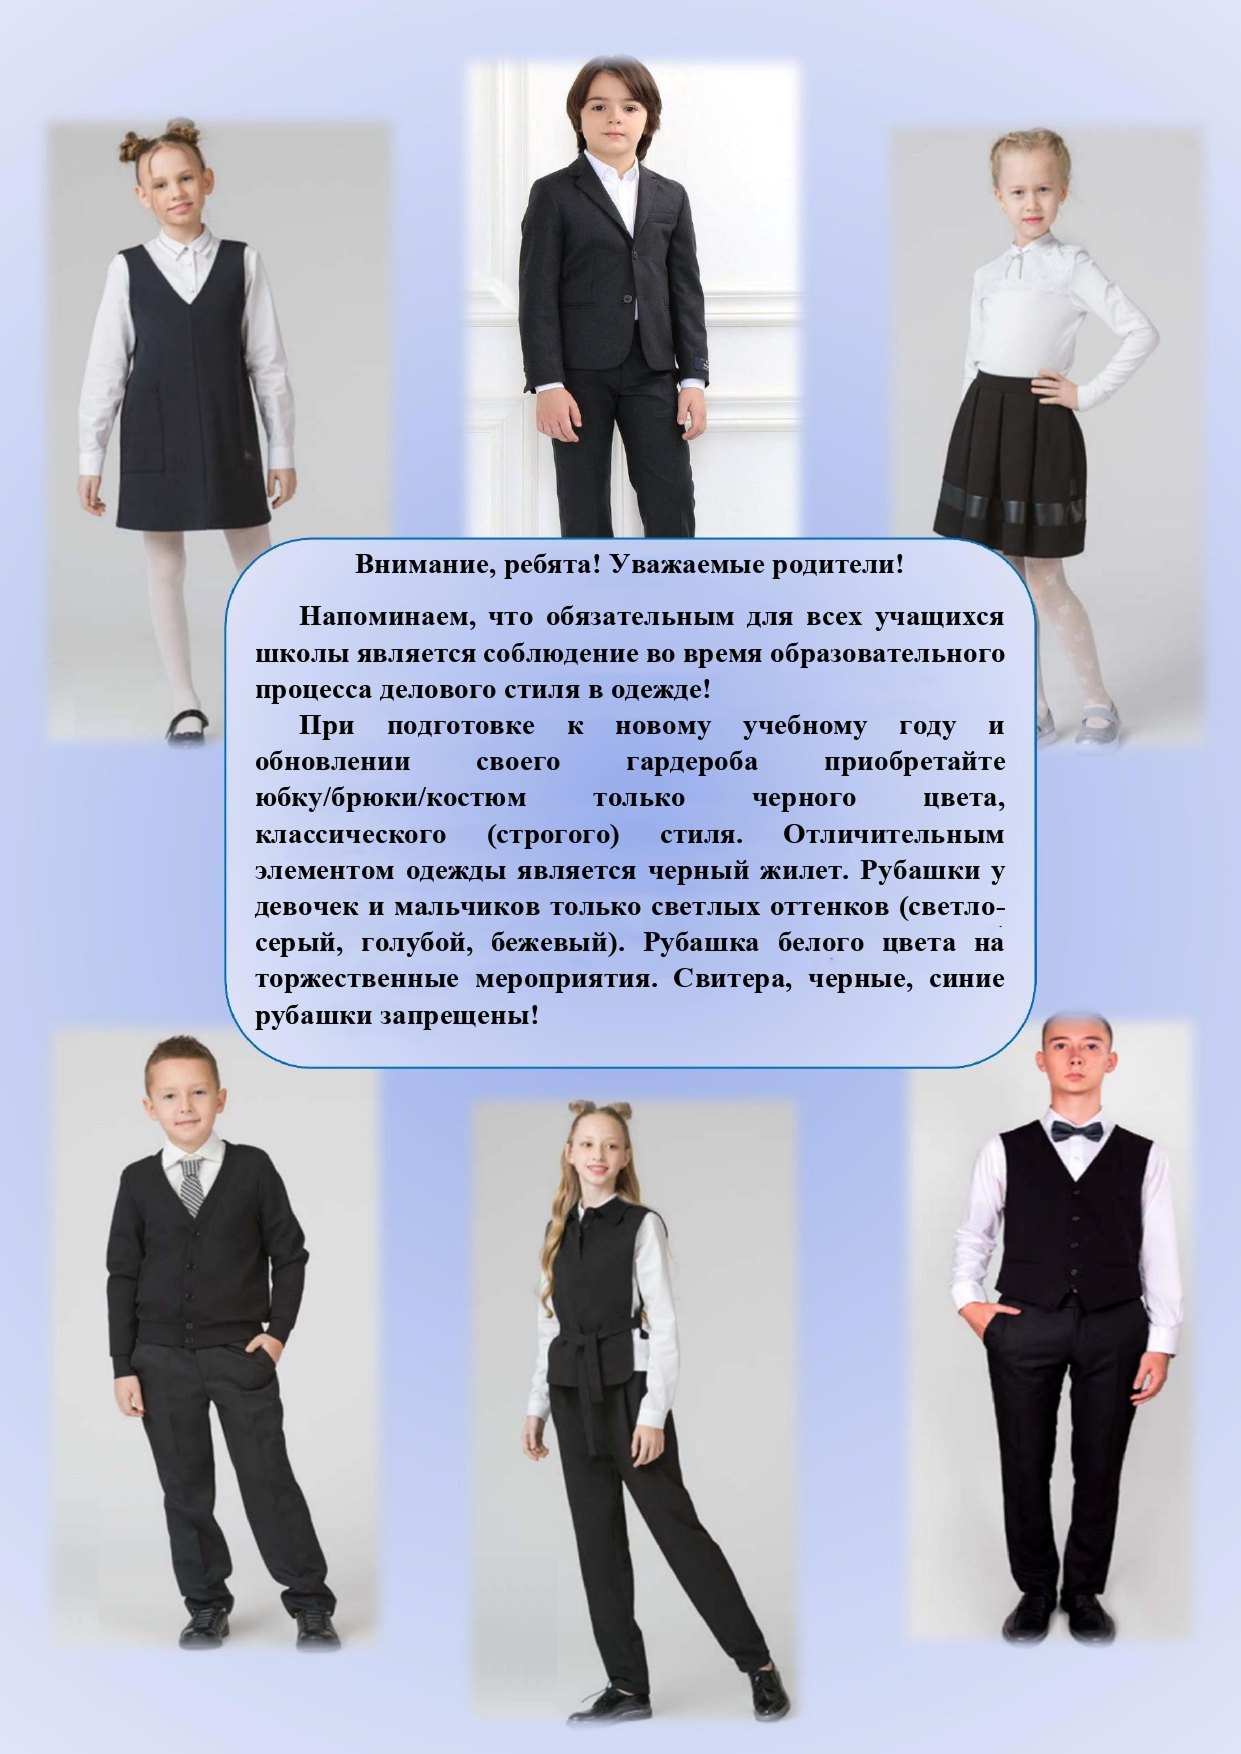 Внимание, ребята! Уважаемые родители!
Напоминаем, что обязательным для всех учащихся
школы является соблюдение во время образовательного
процесса делового стиля в одежде!
При подготовке к новому учебному году и
обновлении своего гардероба приобретайте
юбку/брюки/костюм только черного цвета,
классического (строгого) стиля. Отличительным
элементом одежды является черный жилет. Рубашки у
девочек и мальчиков только светлых оттенков (светло-
серый, голубой, бежевый). Рубашка белого цвета на
торжественные мероприятия. Свитера, черные, синие
рубашки запрещены!